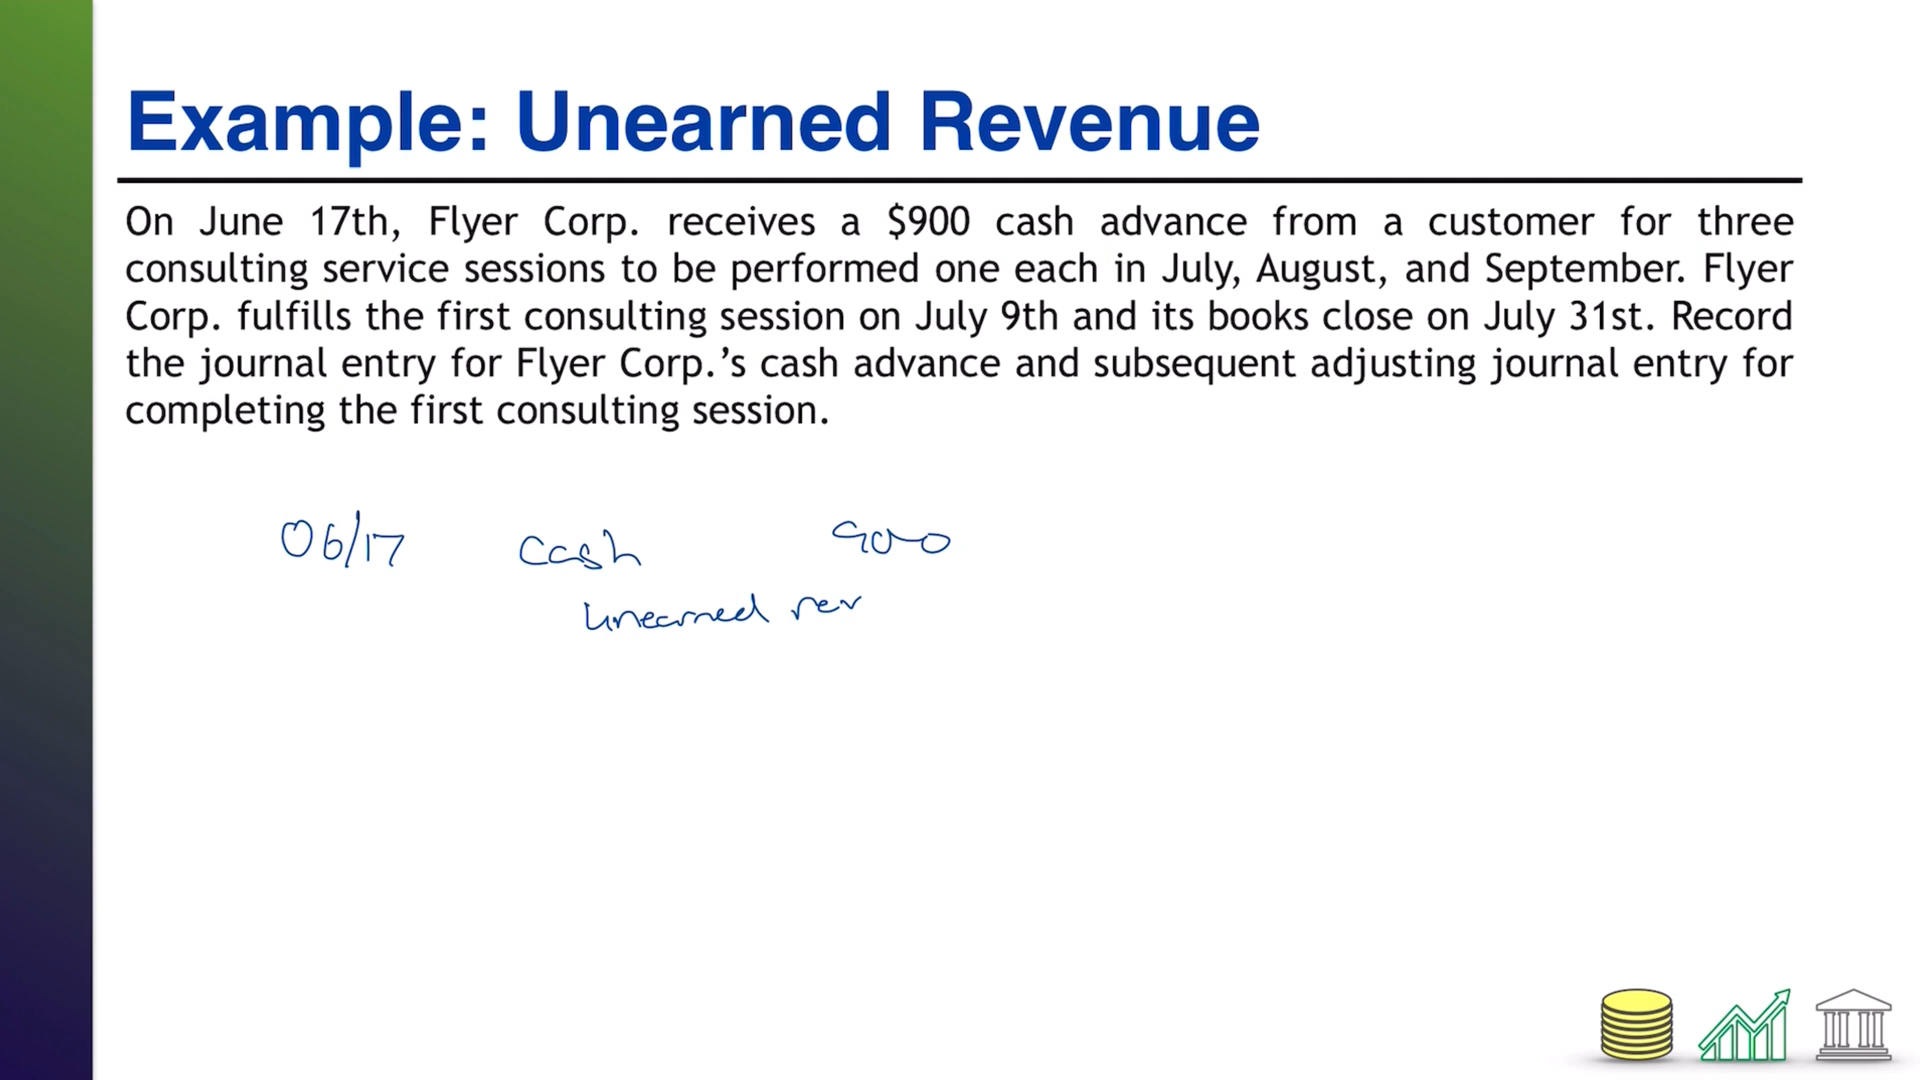 Example: Unearned Revenue
On June 17th, Flyer Corp. receives a $900 cash advance from a customer for three
consulting service sessions to be performed one each in July, August, and September. Flyer
Corp. fulfills the first consulting session on July 9th and its books close on July 31st. Record
the journal entry for Flyer Corp.’s cash advance and subsequent adjusting journal entry for
completing the first consulting session.
06/17 cash 900
unearned rev